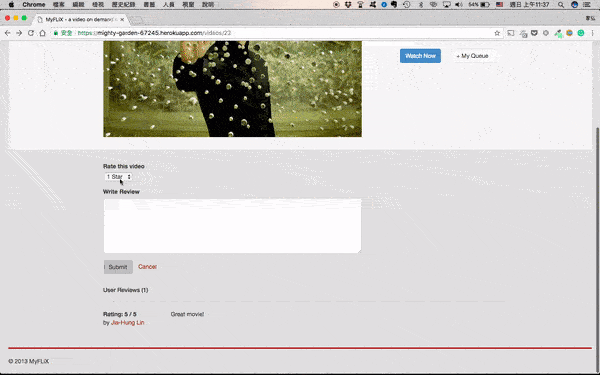 Chrome 檔案 編輯 檢視 歷史紀錄 書籤 人員 視窗 說明 54% 週日 上午11:37
MyFLiX - a video on demand
安全 https://mighty-garden-67245.herokuapp.com/videos/23
Watch Now + My Queue
Rate this video
1 Star
Write Review
Submit Cancel
User Reviews (1)
Rating: 5 / 5 Great movie!
by Jia-Hung Lin
© 2013 MyFLiX